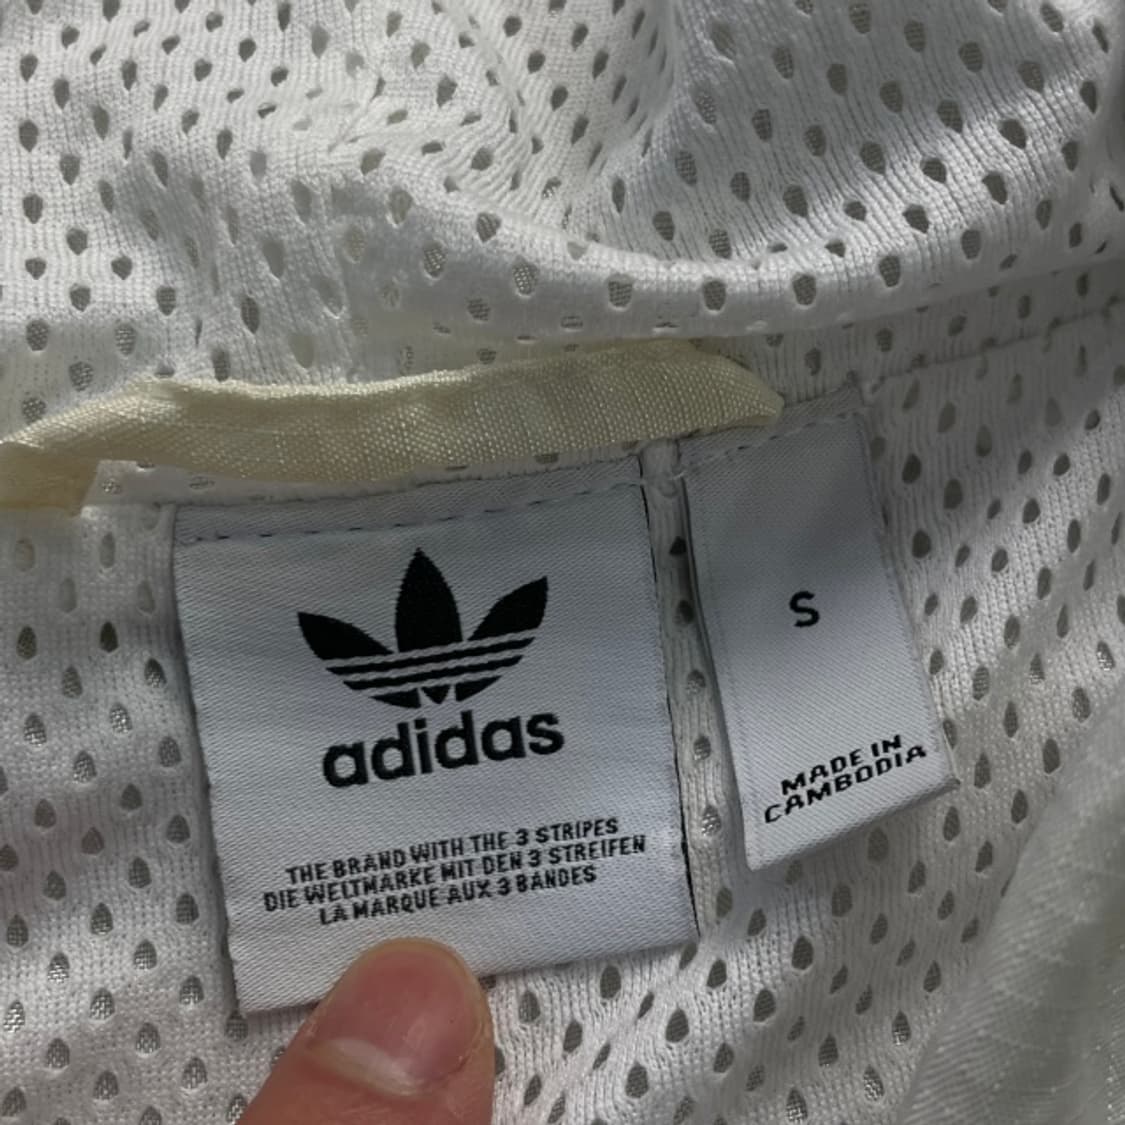 adidas
THE BRAND WITH THE 3 STRIPES
DIE WELTMARKE MIT DEN 3 STREIFEN
LA MARQUE AUX 3 BANDES
S
MADE IN
CAMBODIA